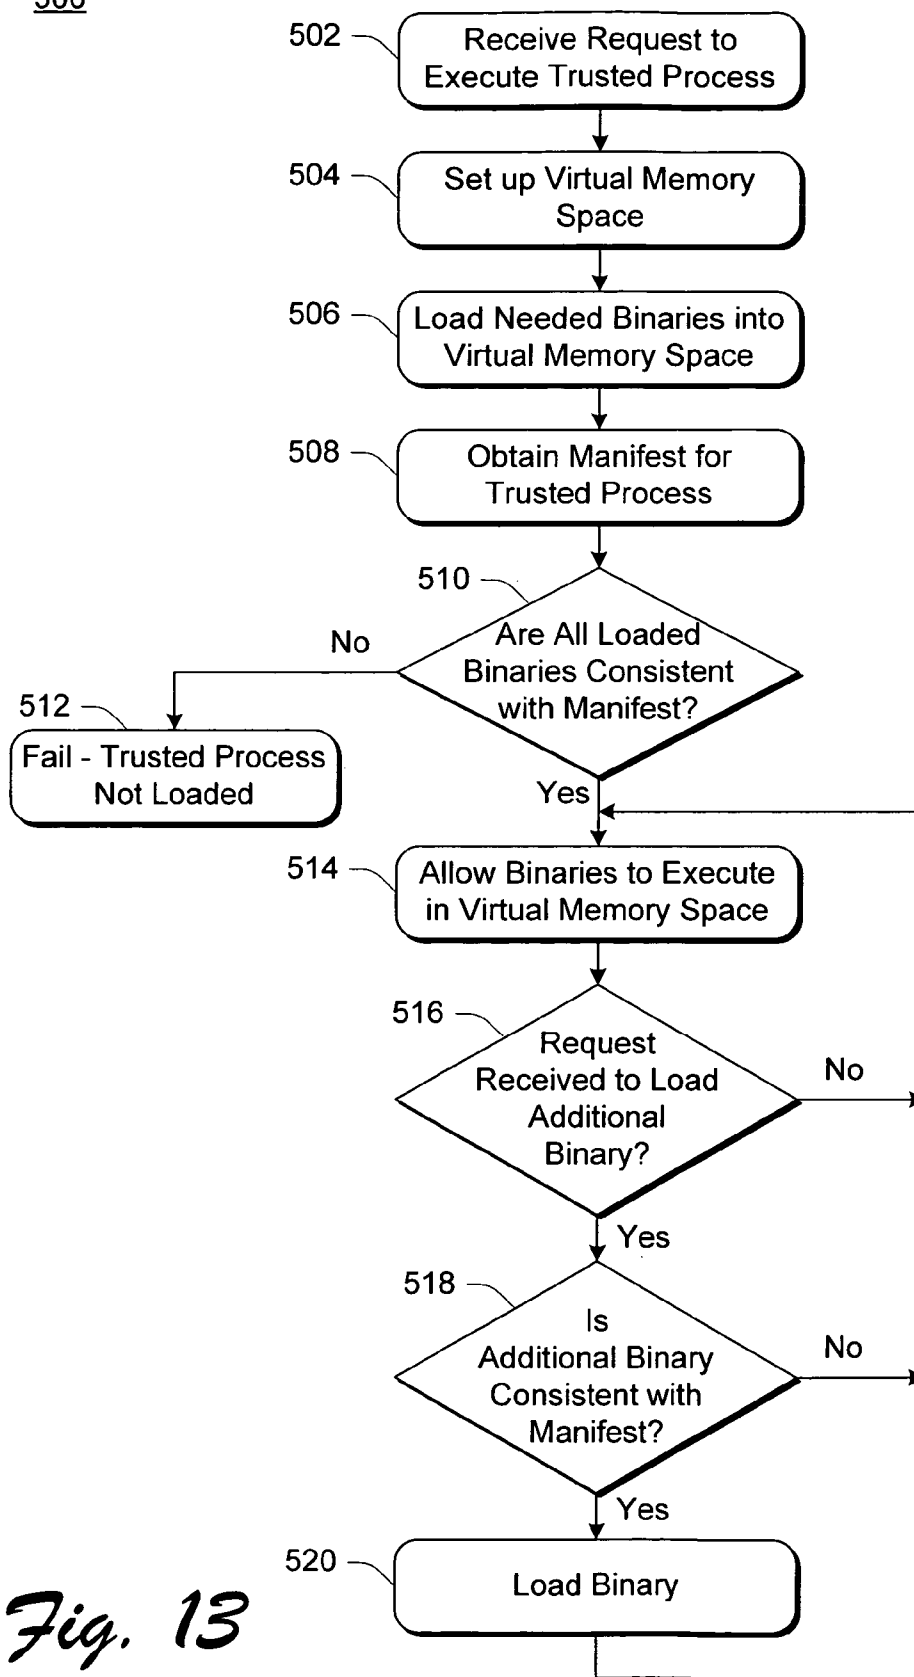 500
502
Receive Request to
Execute Trusted Process
504
Set up Virtual Memory
Space
506
Load Needed Binaries into
Virtual Memory Space
508
Obtain Manifest for
Trusted Process
510
Are All Loaded
Binaries Consistent
with Manifest?
No
512
Fail - Trusted Process
Not Loaded
Yes
514
Allow Binaries to Execute
in Virtual Memory Space
516
Request
Received to Load
Additional
Binary?
No
Yes
518
Is
Additional Binary
Consistent with
Manifest?
No
Yes
520
Load Binary
Fig. 13